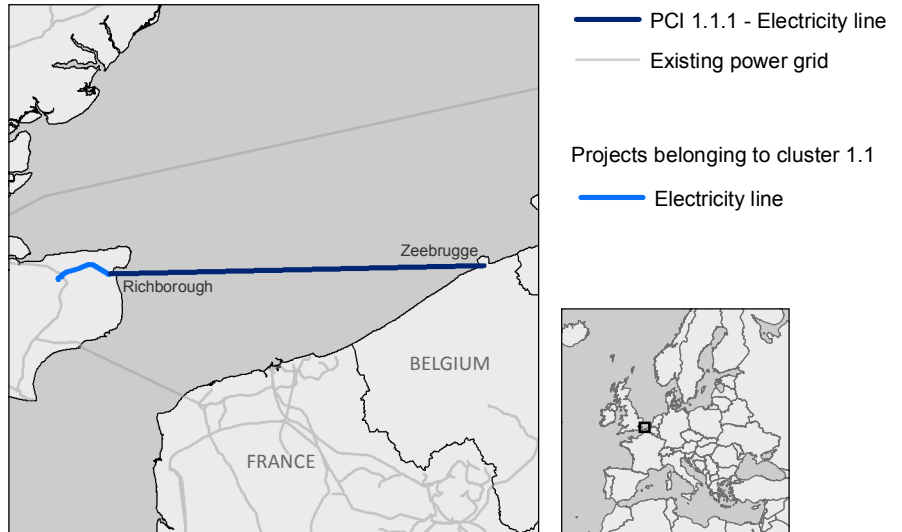 PCI 1.1.1 - Electricity line
Existing power grid
Projects belonging to cluster 1.1
Electricity line
Zeebrugge
Richborough
BELGIUM
FRANCE